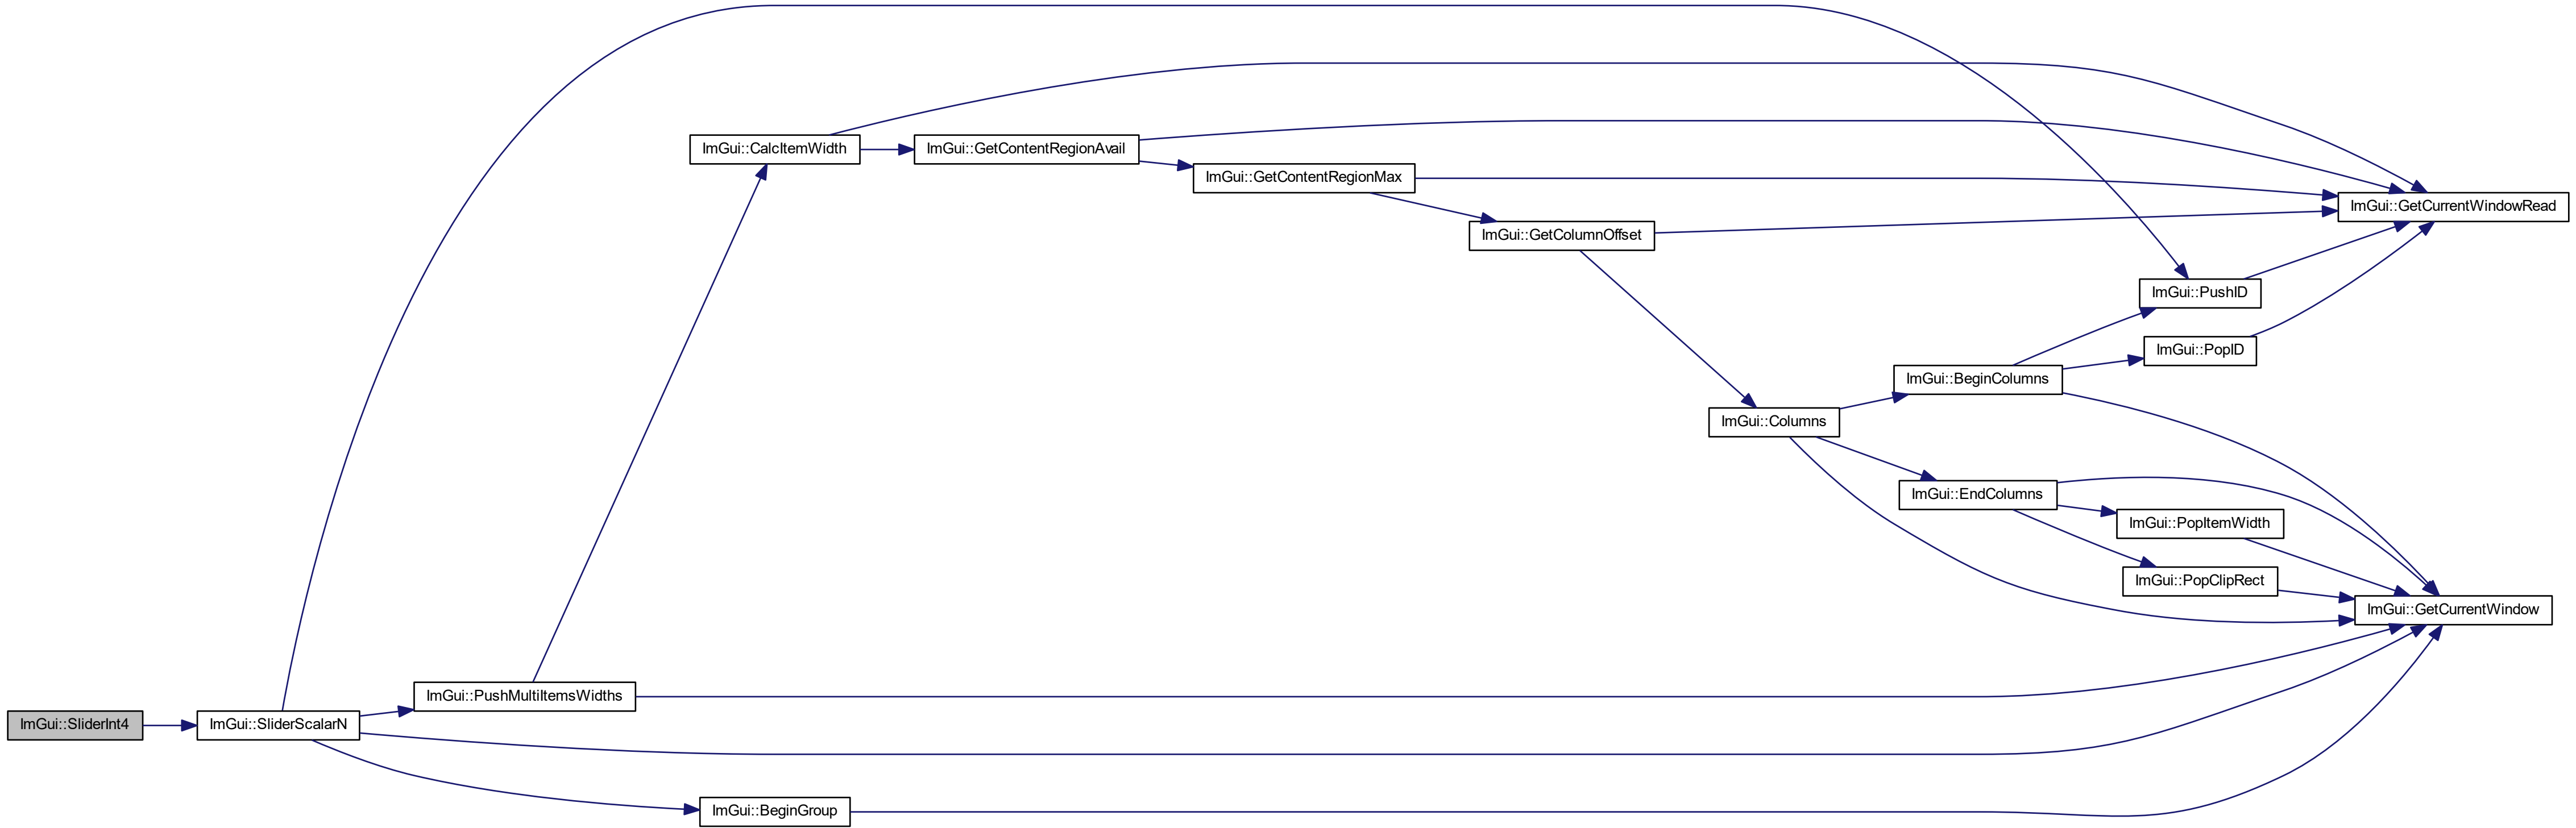 ImGui::CalcItemWidth
ImGui::GetContentRegionAvail
ImGui::GetContentRegionMax
ImGui::GetCurrentWindowRead
ImGui::GetColumnOffset
ImGui::PushID
ImGui::PopID
ImGui::BeginColumns
ImGui::Columns
ImGui::EndColumns
ImGui::PopItemWidth
ImGui::PopClipRect
ImGui::GetCurrentWindow
ImGui::PushMultiItemsWidths
ImGui::SliderInt4
ImGui::SliderScalarN
ImGui::BeginGroup